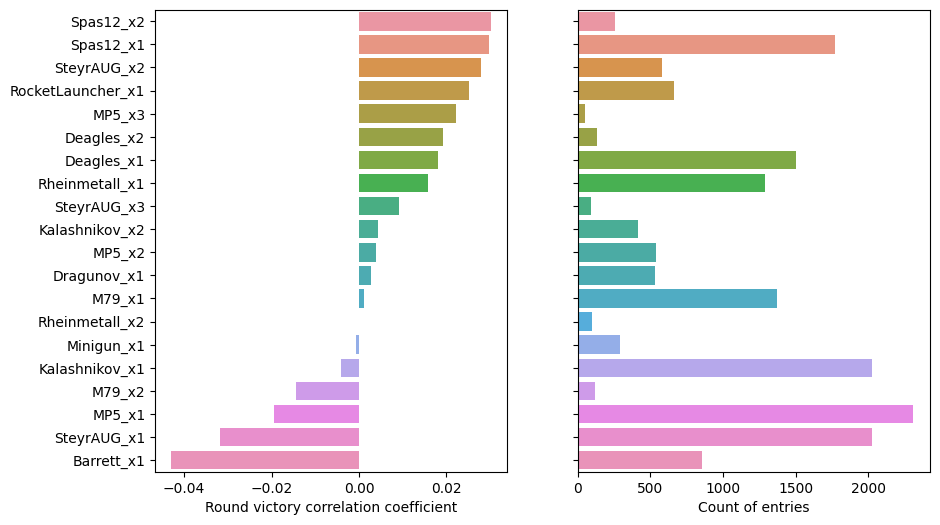 Spas12_x2
Spas12_x1
SteyrAUG_x2
RocketLauncher_x1
MP5_x3
Deagles_x2
Deagles_x1
Rheinmetall_x1
SteyrAUG_x3
Kalashnikov_x2
MP5_x2
Dragunov_x1
M79_x1
Rheinmetall_x2
Minigun_x1
Kalashnikov_x1
M79_x2
MP5_x1
SteyrAUG_x1
Barrett_x1
−0.04 −0.02 0.00 0.02
Round victory correlation coefficient
0 500 1000 1500 2000
Count of entries